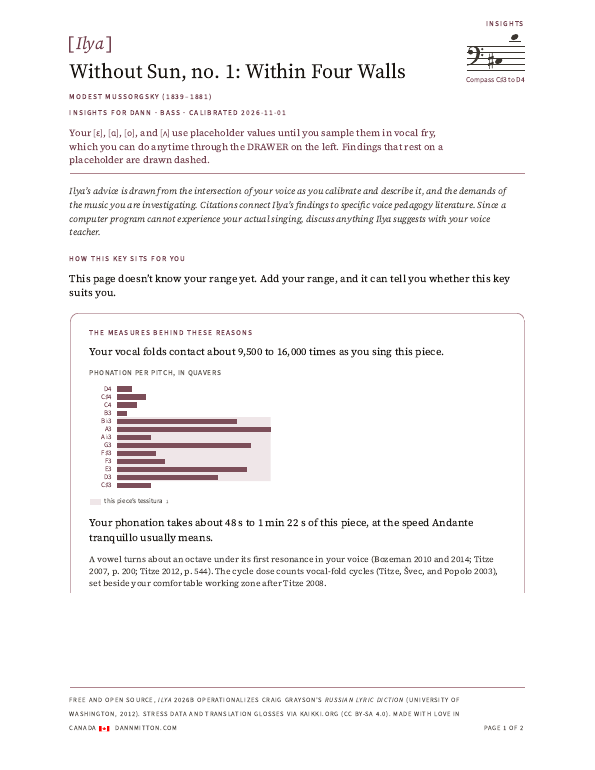 INSIGHTS
[Ilya]
Without Sun, no. 1: Within Four Walls
Compass C♯3 to D4
MODEST MUSSORGSKY (1839–1881)
INSIGHTS FOR DANN · BASS · CALIBRATED 2026-11-01
Your [ɛ], [ɑ], [o], and [ʌ] use placeholder values until you sample them in vocal fry,
which you can do anytime through the DRAWER on the left. Findings that rest on a
placeholder are drawn dashed.
Ilya's advice is drawn from the intersection of your voice as you calibrate and describe it, and the demands of
the music you are investigating. Citations connect Ilya's findings to specific voice pedagogy literature. Since a
computer program cannot experience your actual singing, discuss anything Ilya suggests with your voice
teacher.
HOW THIS KEY SITS FOR YOU
This page doesn't know your range yet. Add your range, and it can tell you whether this key
suits you.
THE MEASURES BEHIND THESE REASONS
Your vocal folds contact about 9,500 to 16,000 times as you sing this piece.
PHONATION PER PITCH, IN QUAVERS
D4
C♯4
C4
B3
B♭3
A3
A♭3
G3
F♯3
F3
E3
D3
C♯3
this piece's tessitura
Your phonation takes about 48 s to 1 min 22 s of this piece, at the speed Andante
tranquillo usually means.
A vowel turns about an octave under its first resonance in your voice (Bozeman 2010 and 2014; Titze
2007, p. 200; Titze 2012, p. 544). The cycle dose counts vocal-fold cycles (Titze, Švec, and Popolo 2003),
set beside your comfortable working zone after Titze 2008.
FREE AND OPEN SOURCE, ILYA 2026B OPERATIONALIZES CRAIG GRAYSON'S RUSSIAN LYRIC DICTION (UNIVERSITY OF
WASHINGTON, 2012). STRESS DATA AND TRANSLATION GLOSSES VIA KAIKKI.ORG (CC BY-SA 4.0). MADE WITH LOVE IN
CANADA DANNMITTON.COM
PAGE 1 OF 2